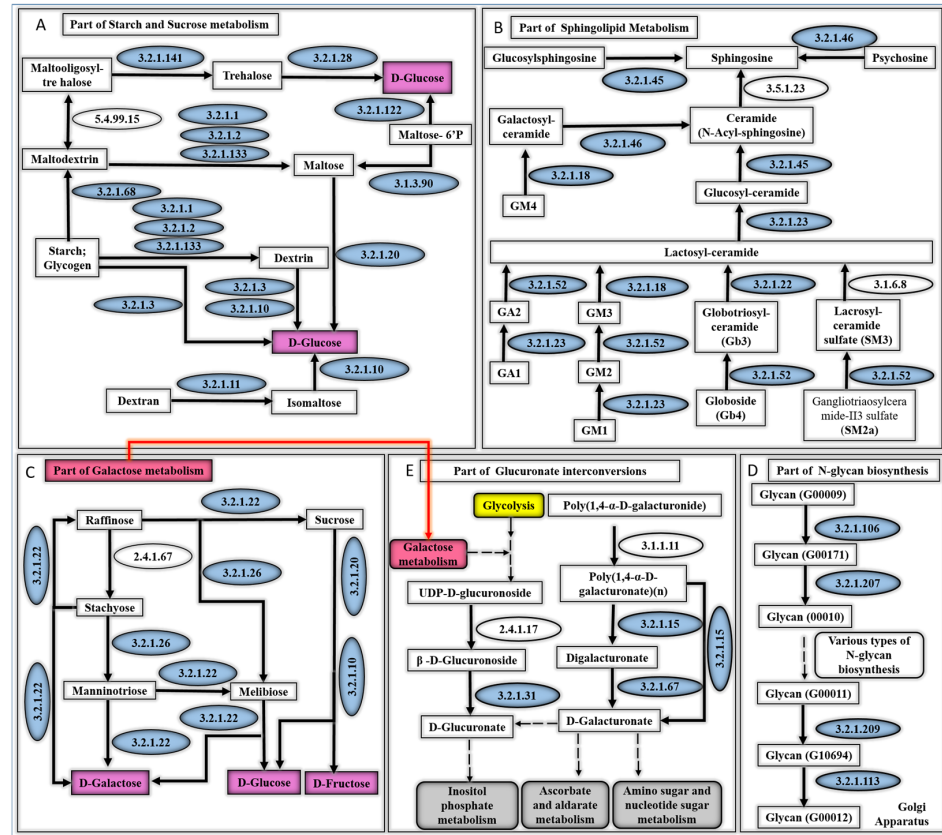 A
Part of Starch and Sucrose metabolism
Maltooligosyl-
tre halose
3.2.1.141
Trehalose
3.2.1.28
D-Glucose
5.4.99.15
3.2.1.1
3.2.1.2
3.2.1.133
3.2.1.122
Maltose- 6'P
Maltodextrin
Maltose
3.1.3.90
3.2.1.68
3.2.1.1
3.2.1.2
3.2.1.133
Starch;
Glycogen
Dextrin
3.2.1.20
3.2.1.3
3.2.1.3
3.2.1.10
D-Glucose
3.2.1.10
3.2.1.11
Dextran
Isomaltose
B
Part of Sphingolipid Metabolism
3.2.1.46
Glucosylsphingosine
Sphingosine
Psychosine
3.2.1.45
3.5.1.23
Galactosyl-
ceramide
Ceramide
(N-Acyl-sphingosine)
3.2.1.46
3.2.1.18
3.2.1.45
GM4
Glucosyl-ceramide
3.2.1.23
Lactosyl-ceramide
3.2.1.52
3.2.1.18
3.2.1.22
3.1.6.8
GA2
GM3
Globotriosyl-
ceramide
(Gb3)
Lacrosyl-
ceramide
sulfate (SM3)
3.2.1.23
3.2.1.52
GA1
GM2
3.2.1.52
3.2.1.52
3.2.1.23
GM1
Globoside
(Gb4)
Gangliotriaosylcera
mide-II3 sulfate
(SM2a)
C
Part of Galactose metabolism
3.2.1.22
Raffinose
Sucrose
3.2.1.22
2.4.1.67
3.2.1.26
3.2.1.20
Stachyose
3.2.1.26
3.2.1.22
3.2.1.22
3.2.1.10
Manninotriose
Melibiose
3.2.1.22
3.2.1.22
D-Galactose
D-Glucose
D-Fructose
E
Part of Glucuronate interconversions
Glycolysis
Poly(1,4-α-D-galacturonide)
Galactose
metabolism
3.1.1.11
UDP-D-glucuronoside
Poly(1,4-α-D-
galacturonate)(n)
2.4.1.17
3.2.1.15
3.2.1.15
β -D-Glucuronoside
Digalacturonate
3.2.1.31
3.2.1.67
D-Glucuronate
D-Galacturonate
Inositol
phosphate
metabolism
Ascorbate
and aldarate
metabolism
Amino sugar and
nucleotide sugar
metabolism
D
Part of N-glycan biosynthesis
Glycan (G00009)
3.2.1.106
Glycan (G00171)
3.2.1.207
Glycan (00010)
Various types of
N-glycan
biosynthesis
Glycan (G00011)
3.2.1.209
Glycan (G10694)
3.2.1.113
Golgi
Apparatus
Glycan (G00012)